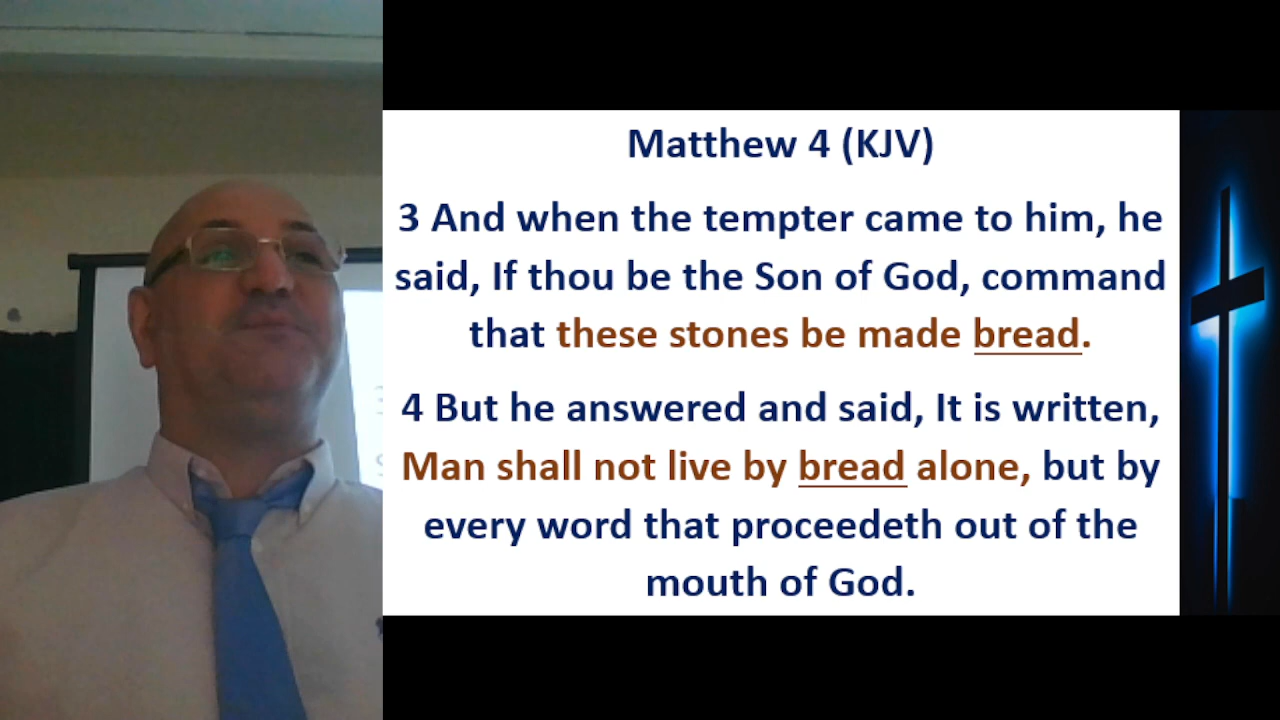 Matthew 4 (KJV)
3 And when the tempter came to him, he
said, If thou be the Son of God, command
that these stones be made bread.
4 But he answered and said, It is written,
Man shall not live by bread alone, but by
every word that proceedeth out of the
mouth of God.